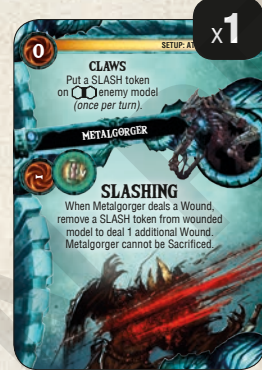 x1
0
SETUP: AT
CLAWS
Put a SLASH token
on enemy model
(once per turn).
METALGORGER
1
SLASHING
When Metalgorger deals a Wound,
remove a SLASH token from wounded
model to deal 1 additional Wound.
Metalgorger cannot be Sacrificed.